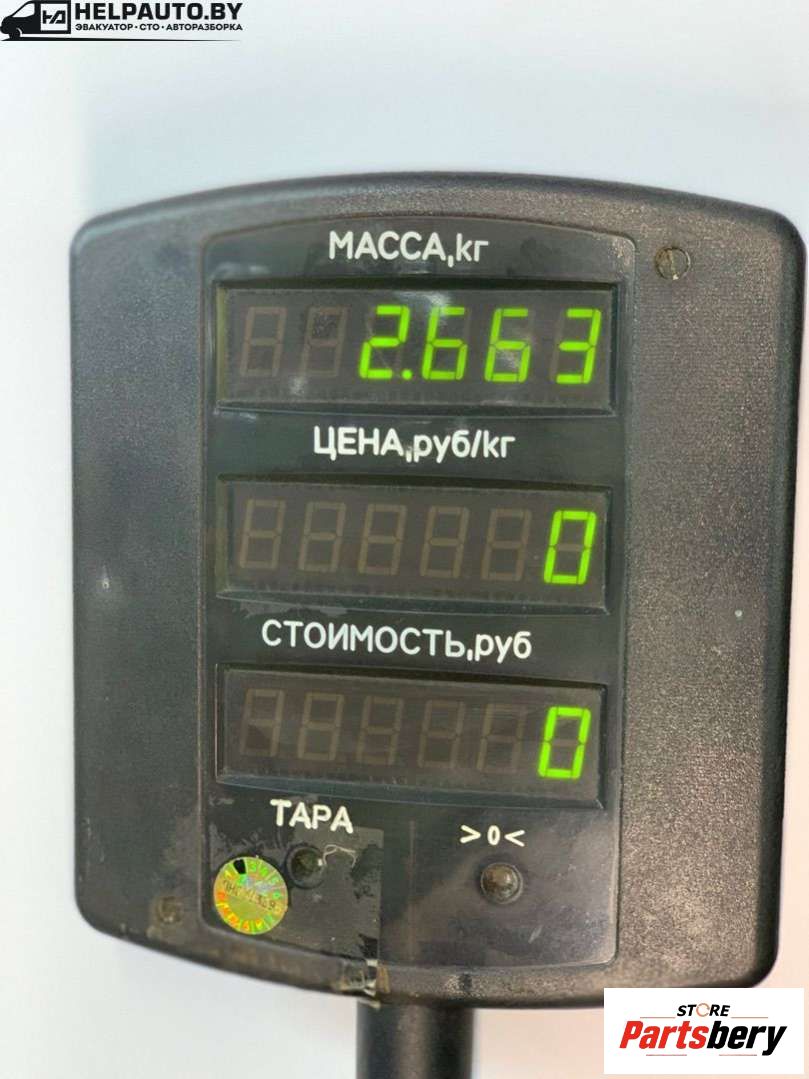 HELPAUTO.BY
ЭВАКУАТОР • СТО • АВТОРАЗБОРКА
МАССА,кг
2.663
ЦЕНА,руб/кг
0
СТОИМОСТЬ,руб
0
ТАРА
>0<
STORE
Partsbery